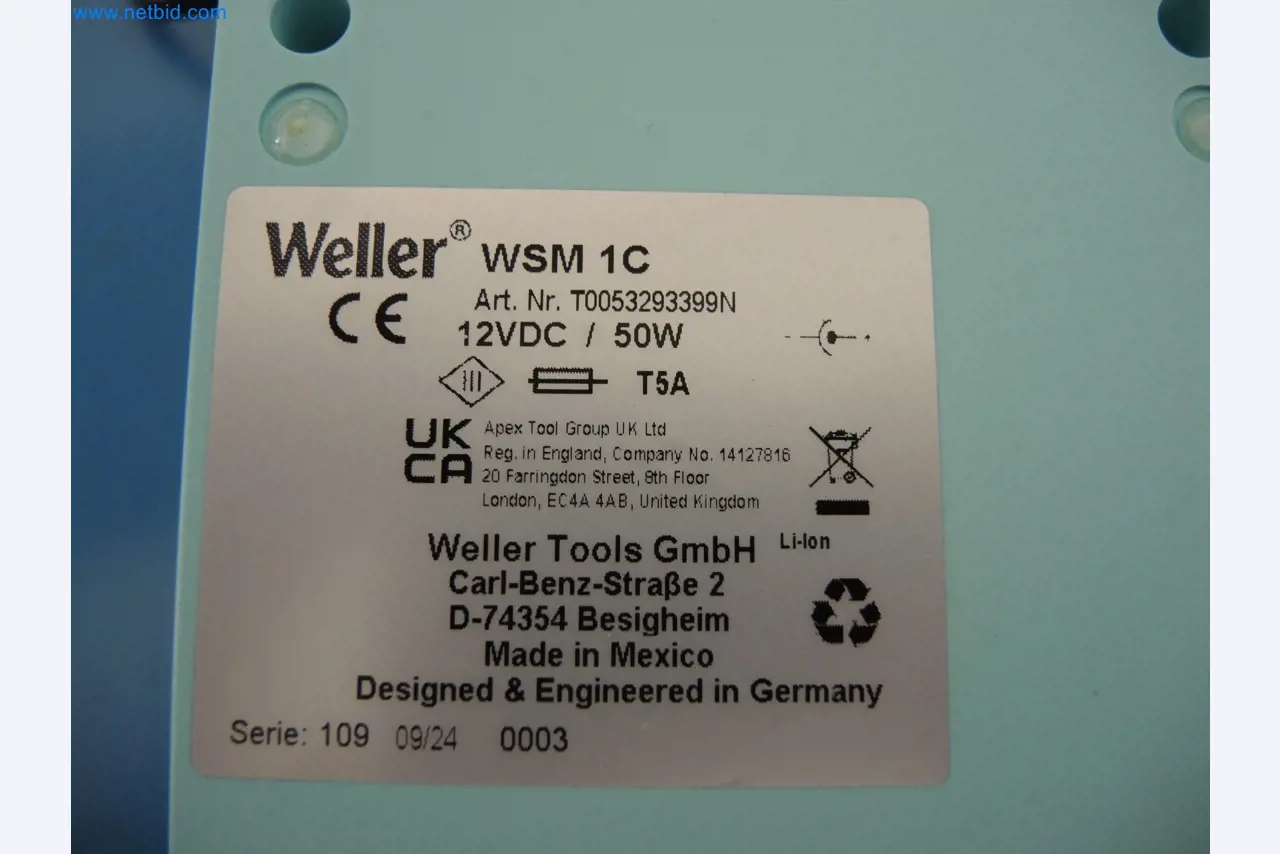 www.netbid.com
Weller® WSM 1C
Art. Nr. T0053293399N
CE 12VDC / 50W
T5A
UK
CA
Apex Tool Group UK Ltd
Reg. in England, Company No. 14127816
20 Farringdon Street, 8th Floor
London, EC4A 4AB, United Kingdom
Weller Tools GmbH
Li-Ion
Carl-Benz-Straße 2
D-74354 Besigheim
Made in Mexico
Designed & Engineered in Germany
Serie: 109 09/24 0003